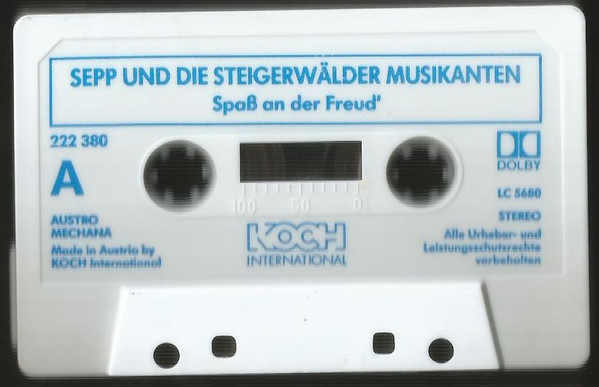 SEPP UND DIE STEIGERWÄLDER MUSIKANTEN
Spaß an der Freud'
222 380
A
DOLBY
LC 5680
AUSTRO
MECHANA
STEREO
Made in Austria by
KOCH International
100 50 0
KOCH
INTERNATIONAL
Alle Urheber- und
Leistungsschutzrechte
vorbehalten